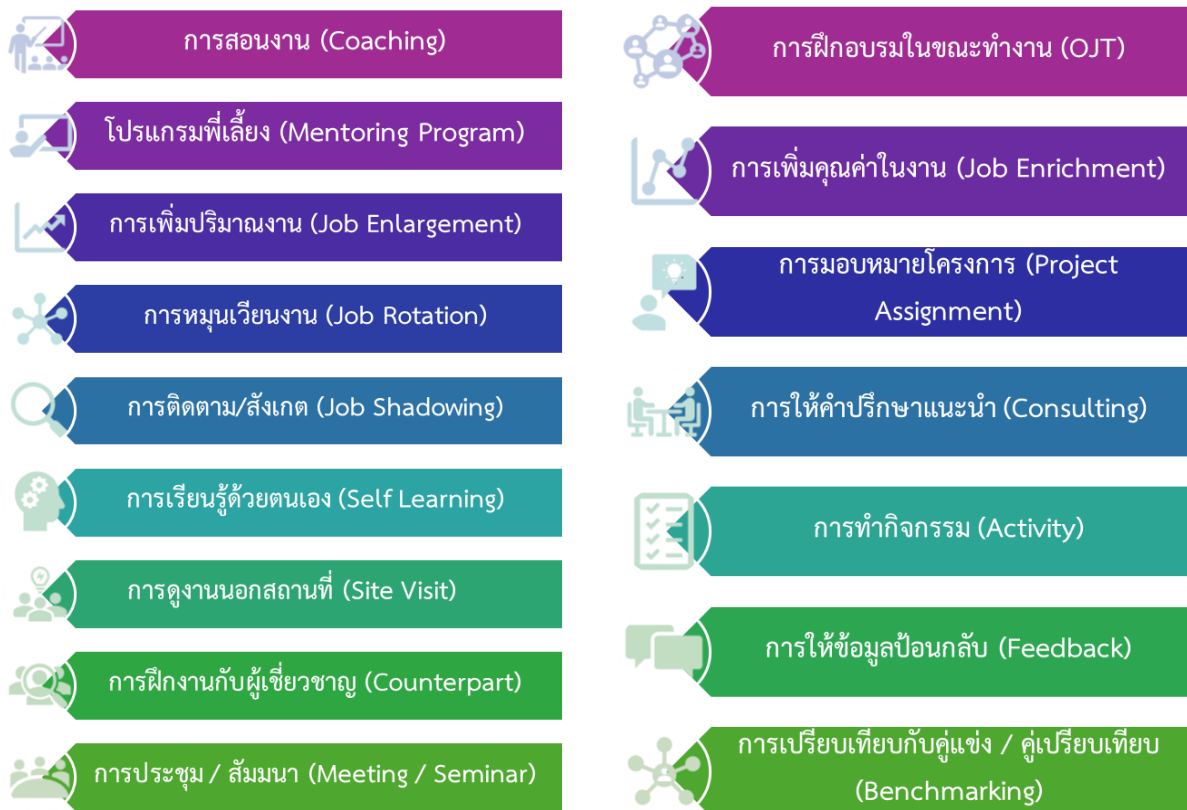 การสอนงาน (Coaching)
โปรแกรมพี่เลี้ยง (Mentoring Program)
การเพิ่มปริมาณงาน (Job Enlargement)
การหมุนเวียนงาน (Job Rotation)
การติดตาม/สังเกต (Job Shadowing)
การเรียนรู้ด้วยตนเอง (Self Learning)
การดูงานนอกสถานที่ (Site Visit)
การฝึกงานกับผู้เชี่ยวชาญ (Counterpart)
การประชุม / สัมมนา (Meeting / Seminar)
การฝึกอบรมในขณะทำงาน (OJT)
การเพิ่มคุณค่าในงาน (Job Enrichment)
การมอบหมายโครงการ (Project
Assignment)
การให้คำปรึกษาแนะนำ (Consulting)
การทำกิจกรรม (Activity)
การให้ข้อมูลป้อนกลับ (Feedback)
การเปรียบเทียบกับคู่แข่ง / คู่เปรียบเทียบ
(Benchmarking)